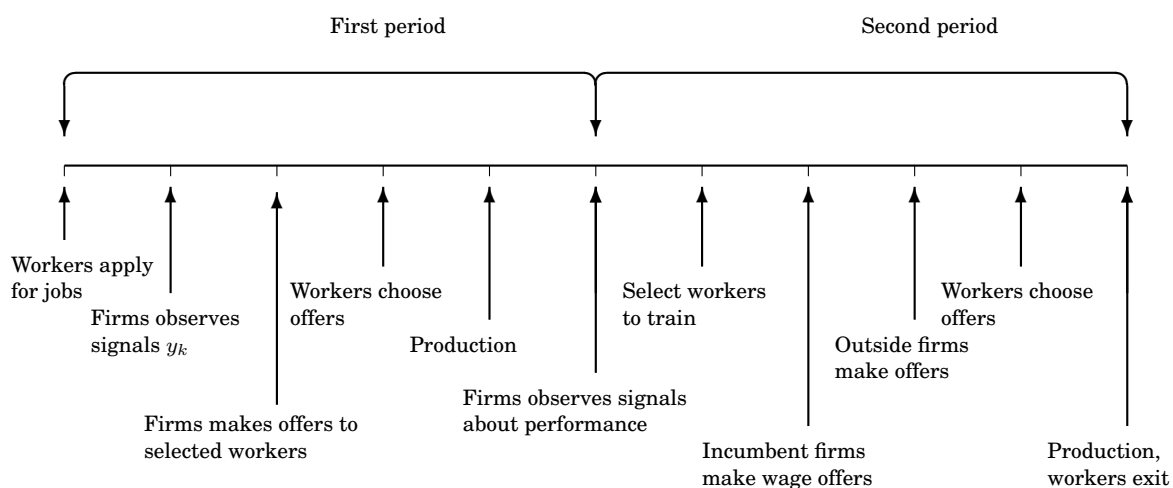 First period
Second period
Workers apply
for jobs
Firms observes
signals y_k
Firms makes offers to
selected workers
Workers choose
offers
Production
Firms observes signals
about performance
Select workers
to train
Incumbent firms
make wage offers
Outside firms
make offers
Workers choose
offers
Production,
workers exit